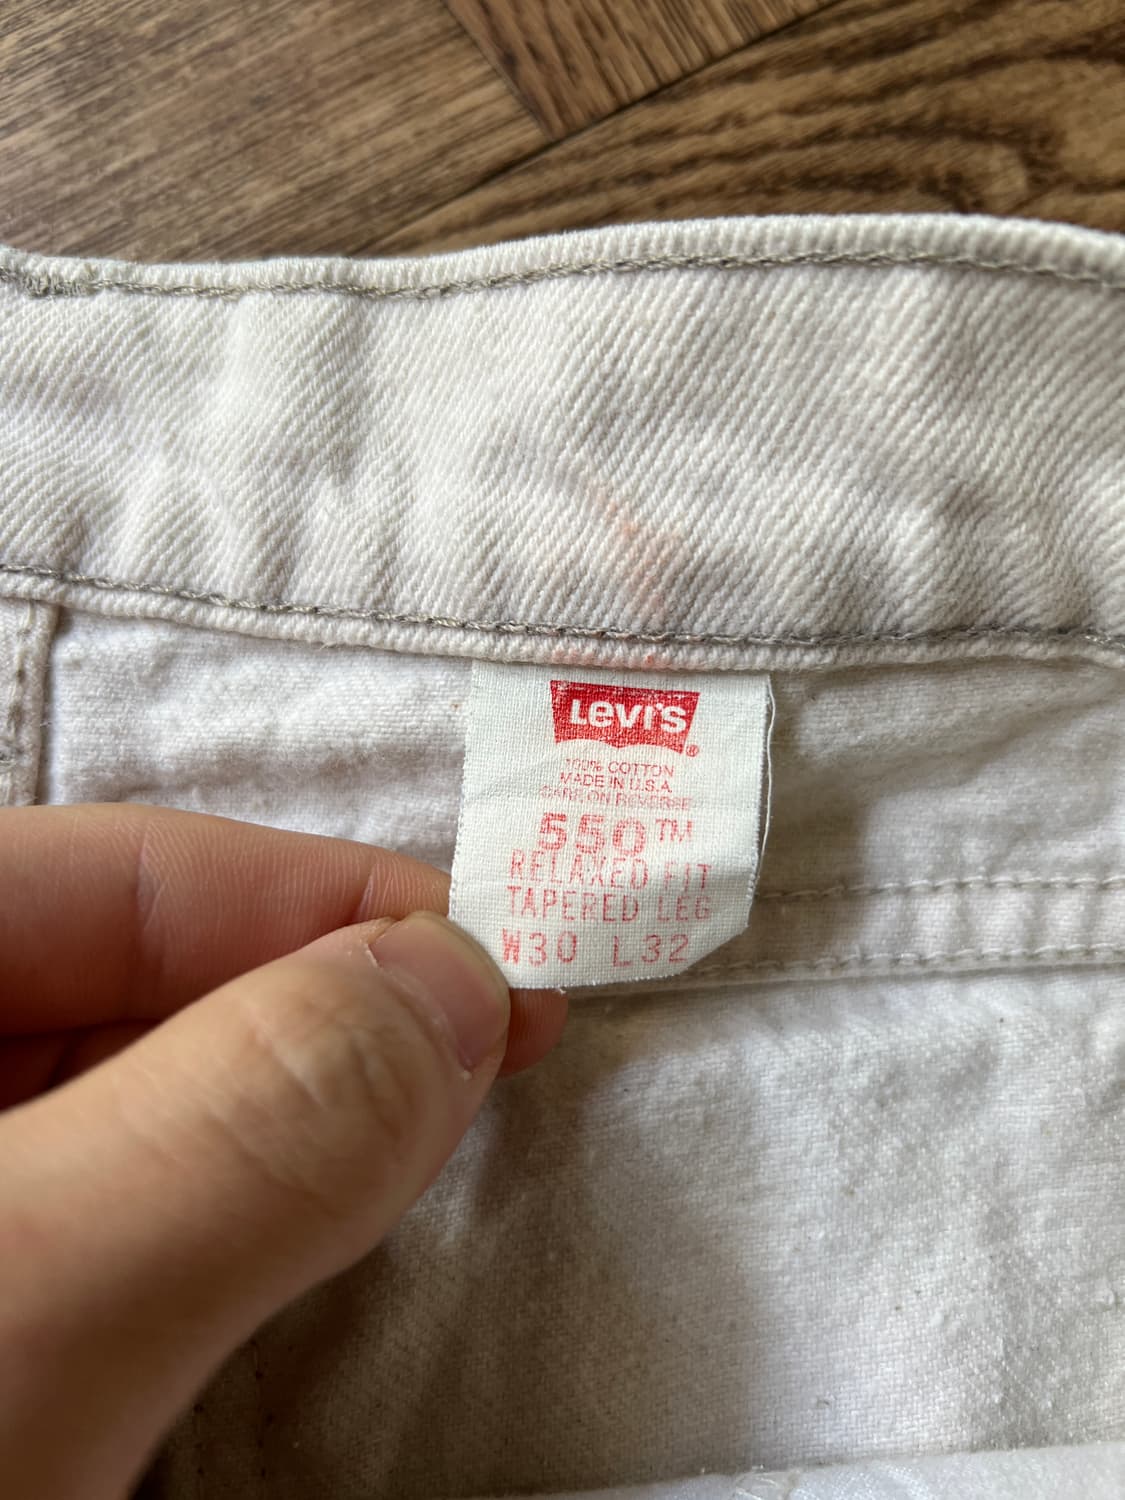 Levi's®
100% COTTON
MADE IN U.S.A.
CARE ON REVERSE
550™
RELAXED FIT
TAPERED LEG
W30 L32